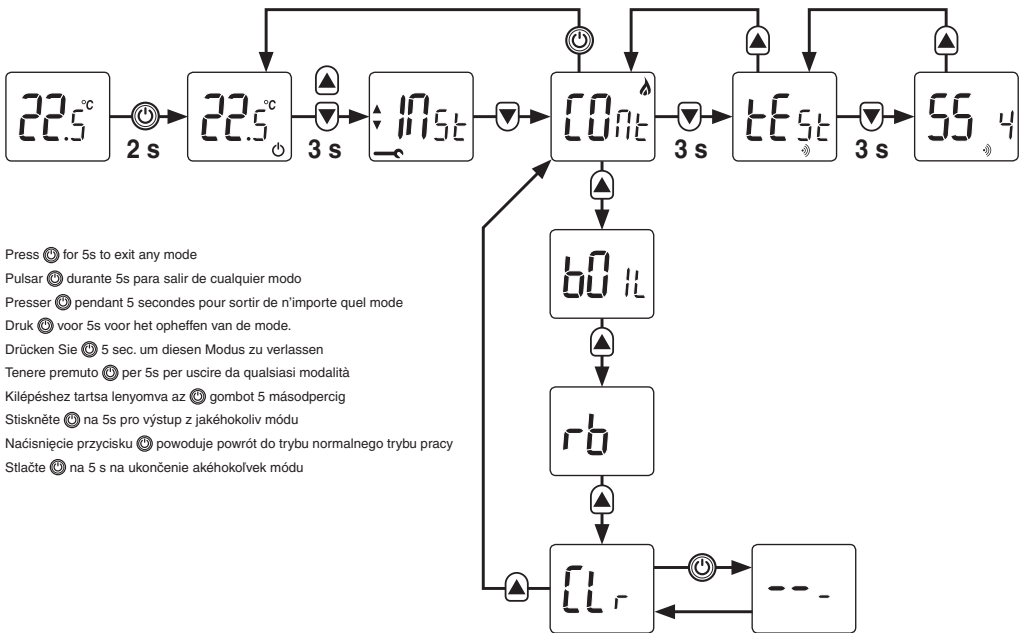 22.5°C
2 s
22.5°C
3 s
INSt
CONt
3 s
tESt
3 s
55 4
Press for 5s to exit any mode
Pulsar durante 5s para salir de cualquier modo
Presser pendant 5 secondes pour sortir de n'importe quel mode
Druk voor 5s voor het opheffen van de mode.
Drücken Sie 5 sec. um diesen Modus zu verlassen
Tenere premuto per 5s per uscire da qualsiasi modalità
Kilépéshez tartsa lenyomva az gombot 5 másodpercig
Stiskněte na 5s pro výstup z jakéhokoliv módu
Naćisnięcie przycisku powoduje powrót do trybu normalnego trybu pracy
Stlačte na 5 s na ukončenie akéhokoľvek módu
bOIL
rb
CLr
---